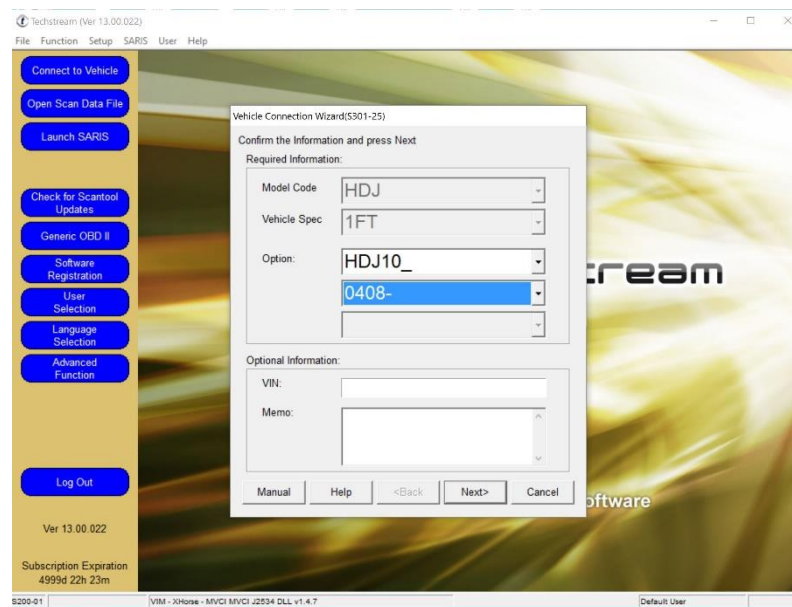 Techstream (Ver 13.00.022)
File Function Setup SARIS User Help
Connect to Vehicle
Open Scan Data File
Launch SARIS
Check for Scantool
Updates
Generic OBD II
Software
Registration
User
Selection
Language
Selection
Advanced
Function
Log Out
Ver 13.00.022
Subscription Expiration
4999d 22h 23m
Vehicle Connection Wizard(S301-25)
Confirm the Information and press Next
Required Information:
Model Code HDJ
Vehicle Spec 1FT
Option: HDJ10_
0408-
Optional Information:
VIN:
Memo:
Manual Help <Back Next> Cancel
tream
oftware
S200-01 VIM - XHorse - MVCI MVCI J2534 DLL v1.4.7 Default User